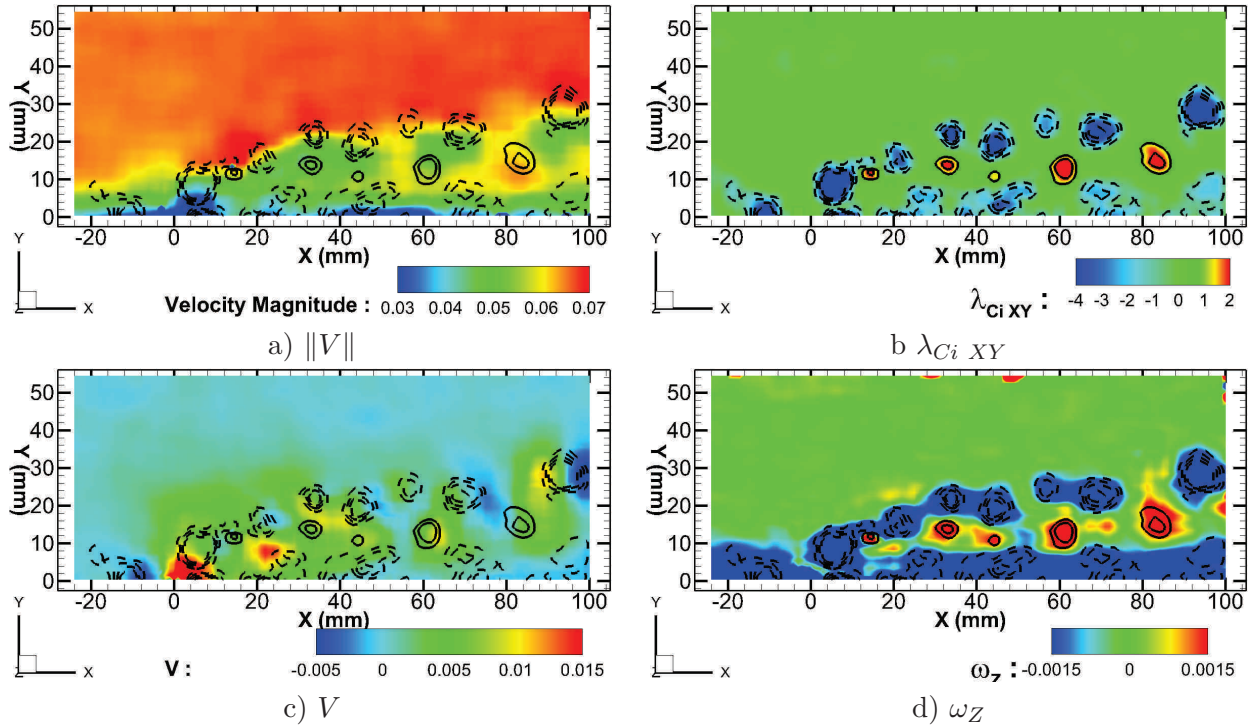 50
40
30
20
10
0
Y (mm)
-20 0 20 40 60 80 100
X (mm)
Y
Z X
Velocity Magnitude : 0.03 0.04 0.05 0.06 0.07
a) ‖V‖
50
40
30
20
10
0
Y (mm)
-20 0 20 40 60 80 100
X (mm)
Y
Z X
λCi XY : -4 -3 -2 -1 0 1 2
b λCi XY
50
40
30
20
10
0
Y (mm)
-20 0 20 40 60 80 100
X (mm)
Y
Z X
V : -0.005 0 0.005 0.01 0.015
c) V
50
40
30
20
10
0
Y (mm)
-20 0 20 40 60 80 100
X (mm)
Y
Z X
ωZ : -0.0015 0 0.0015
d) ωZ